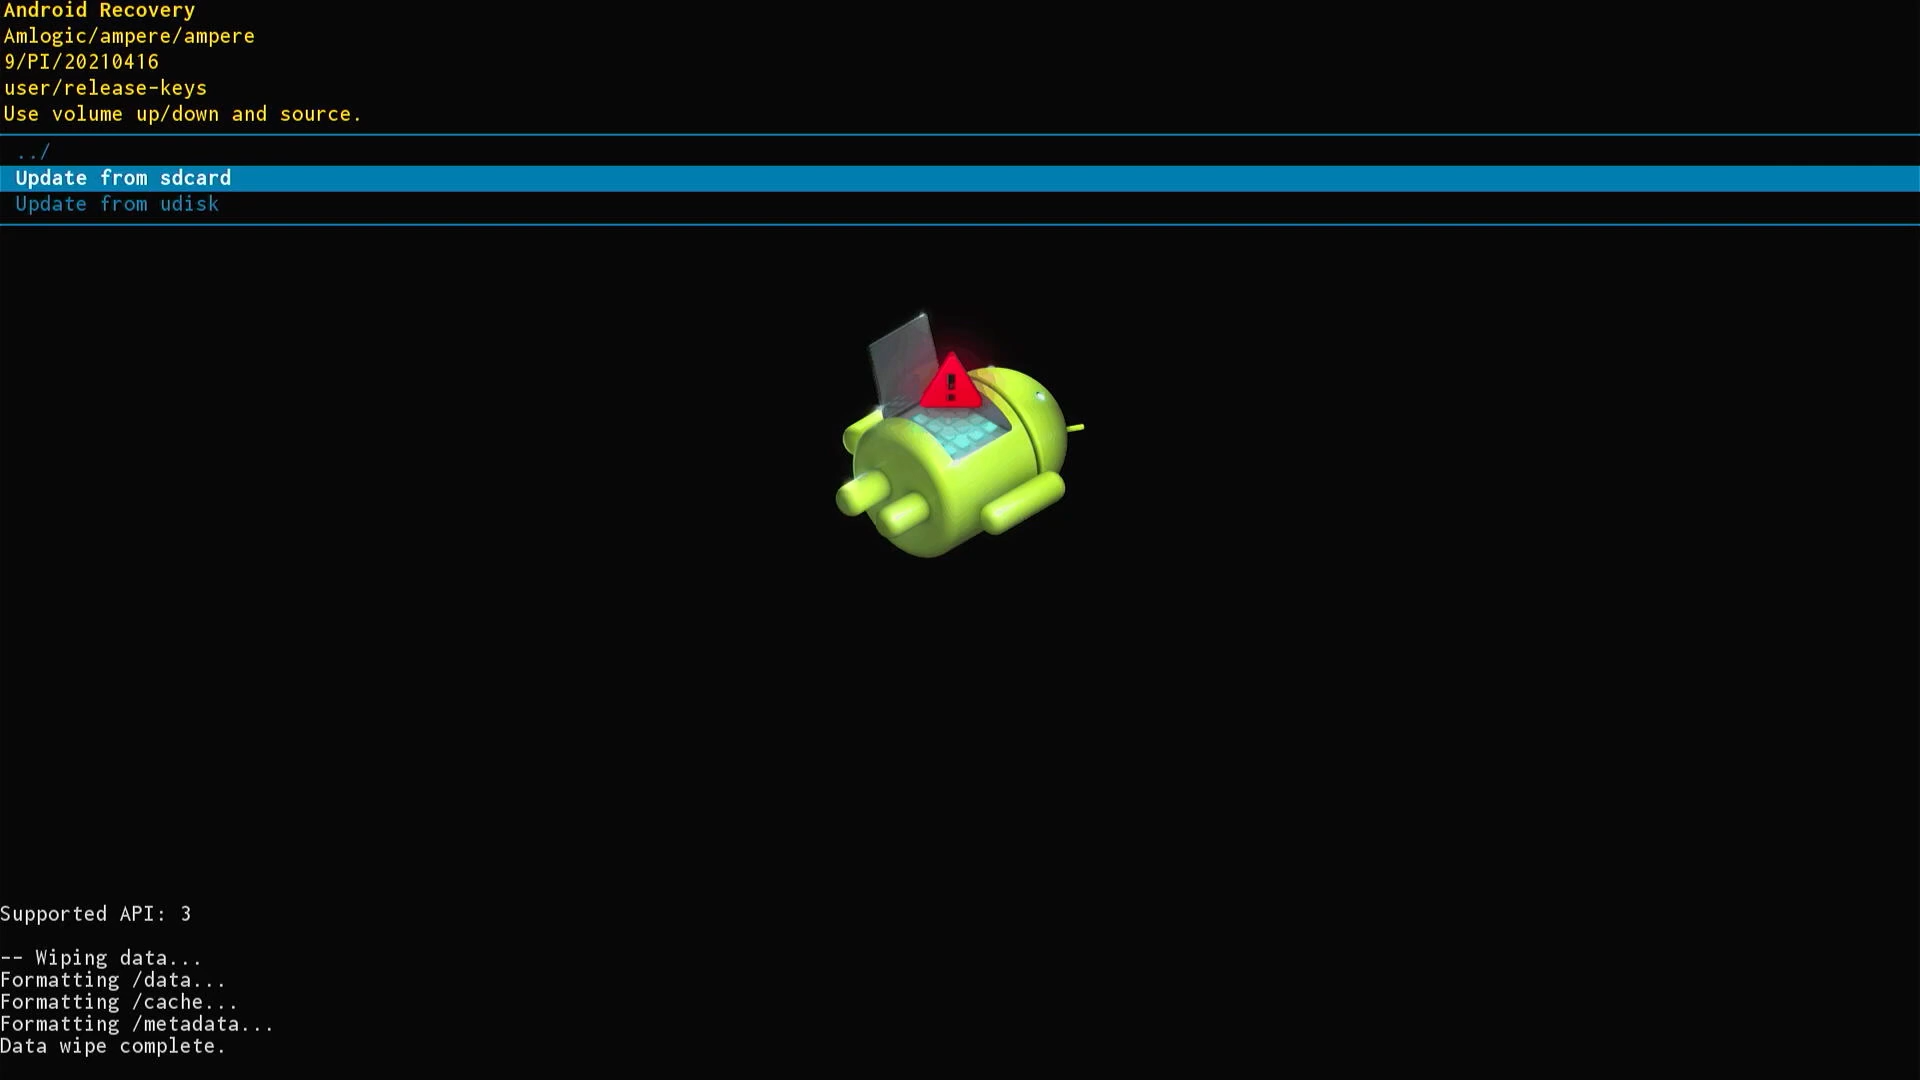 Android Recovery
Amlogic/ampere/ampere
9/PI/20210416
user/release-keys
Use volume up/down and source.
../
Update from sdcard
Update from udisk
Supported API: 3
-- Wiping data...
Formatting /data...
Formatting /cache...
Formatting /metadata...
Data wipe complete.